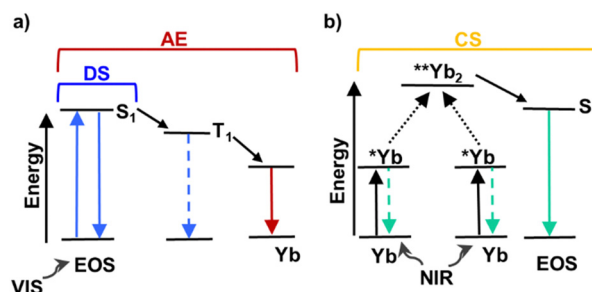 a)
AE
DS
S1
T1
Energy
EOS
Yb
VIS
b)
CS
**Yb2
S
*Yb
*Yb
Energy
Yb
Yb
NIR
EOS